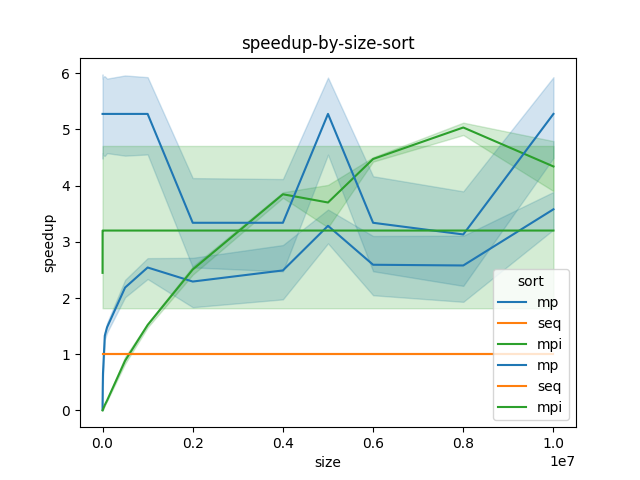 speedup-by-size-sort
speedup
6
5
4
3
2
1
0
sort
mp
seq
mpi
mp
seq
mpi
0.0 0.2 0.4 0.6 0.8 1.0
1e7
size